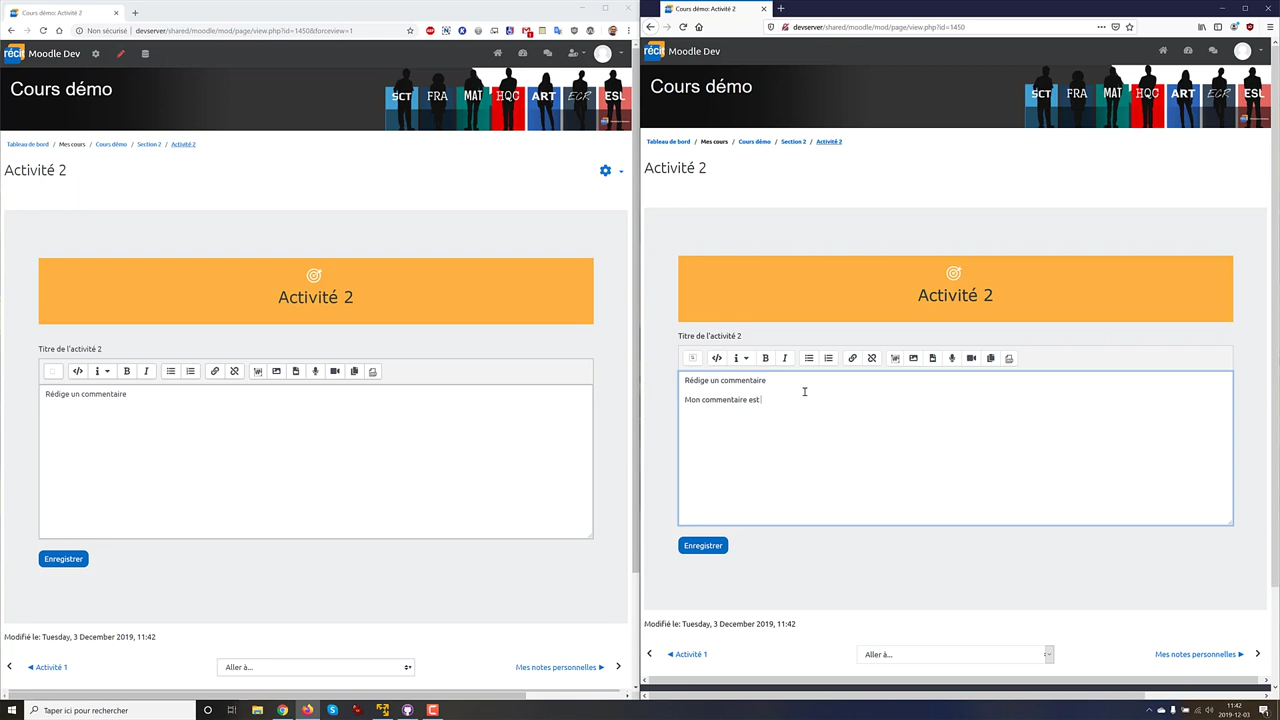 Cours démo: Activité 2
Non sécurisé
devserver/shared/moodle/mod/page/view.php?id=1450&forceview=1
récit Moodle Dev
Cours démo
SCT FRA MAT HQC ART ECR ESL
Tableau de bord / Mes cours / Cours démo / Section 2 / Activité 2
Activité 2
Activité 2
Titre de l'activité 2
Rédige un commentaire
Enregistrer
Modifié le: Tuesday, 3 December 2019, 11:42
◀ Activité 1
Aller à...
Mes notes personnelles ▶
Cours démo: Activité 2
devserver/shared/moodle/mod/page/view.php?id=1450
récit Moodle Dev
Cours démo
SCT FRA MAT HQC ART ECR ESL
Tableau de bord / Mes cours / Cours démo / Section 2 / Activité 2
Activité 2
Activité 2
Titre de l'activité 2
Rédige un commentaire
Mon commentaire est
Enregistrer
Modifié le: Tuesday, 3 December 2019, 11:42
◀ Activité 1
Aller à...
Mes notes personnelles ▶
Taper ici pour rechercher
11:42
2019-12-03